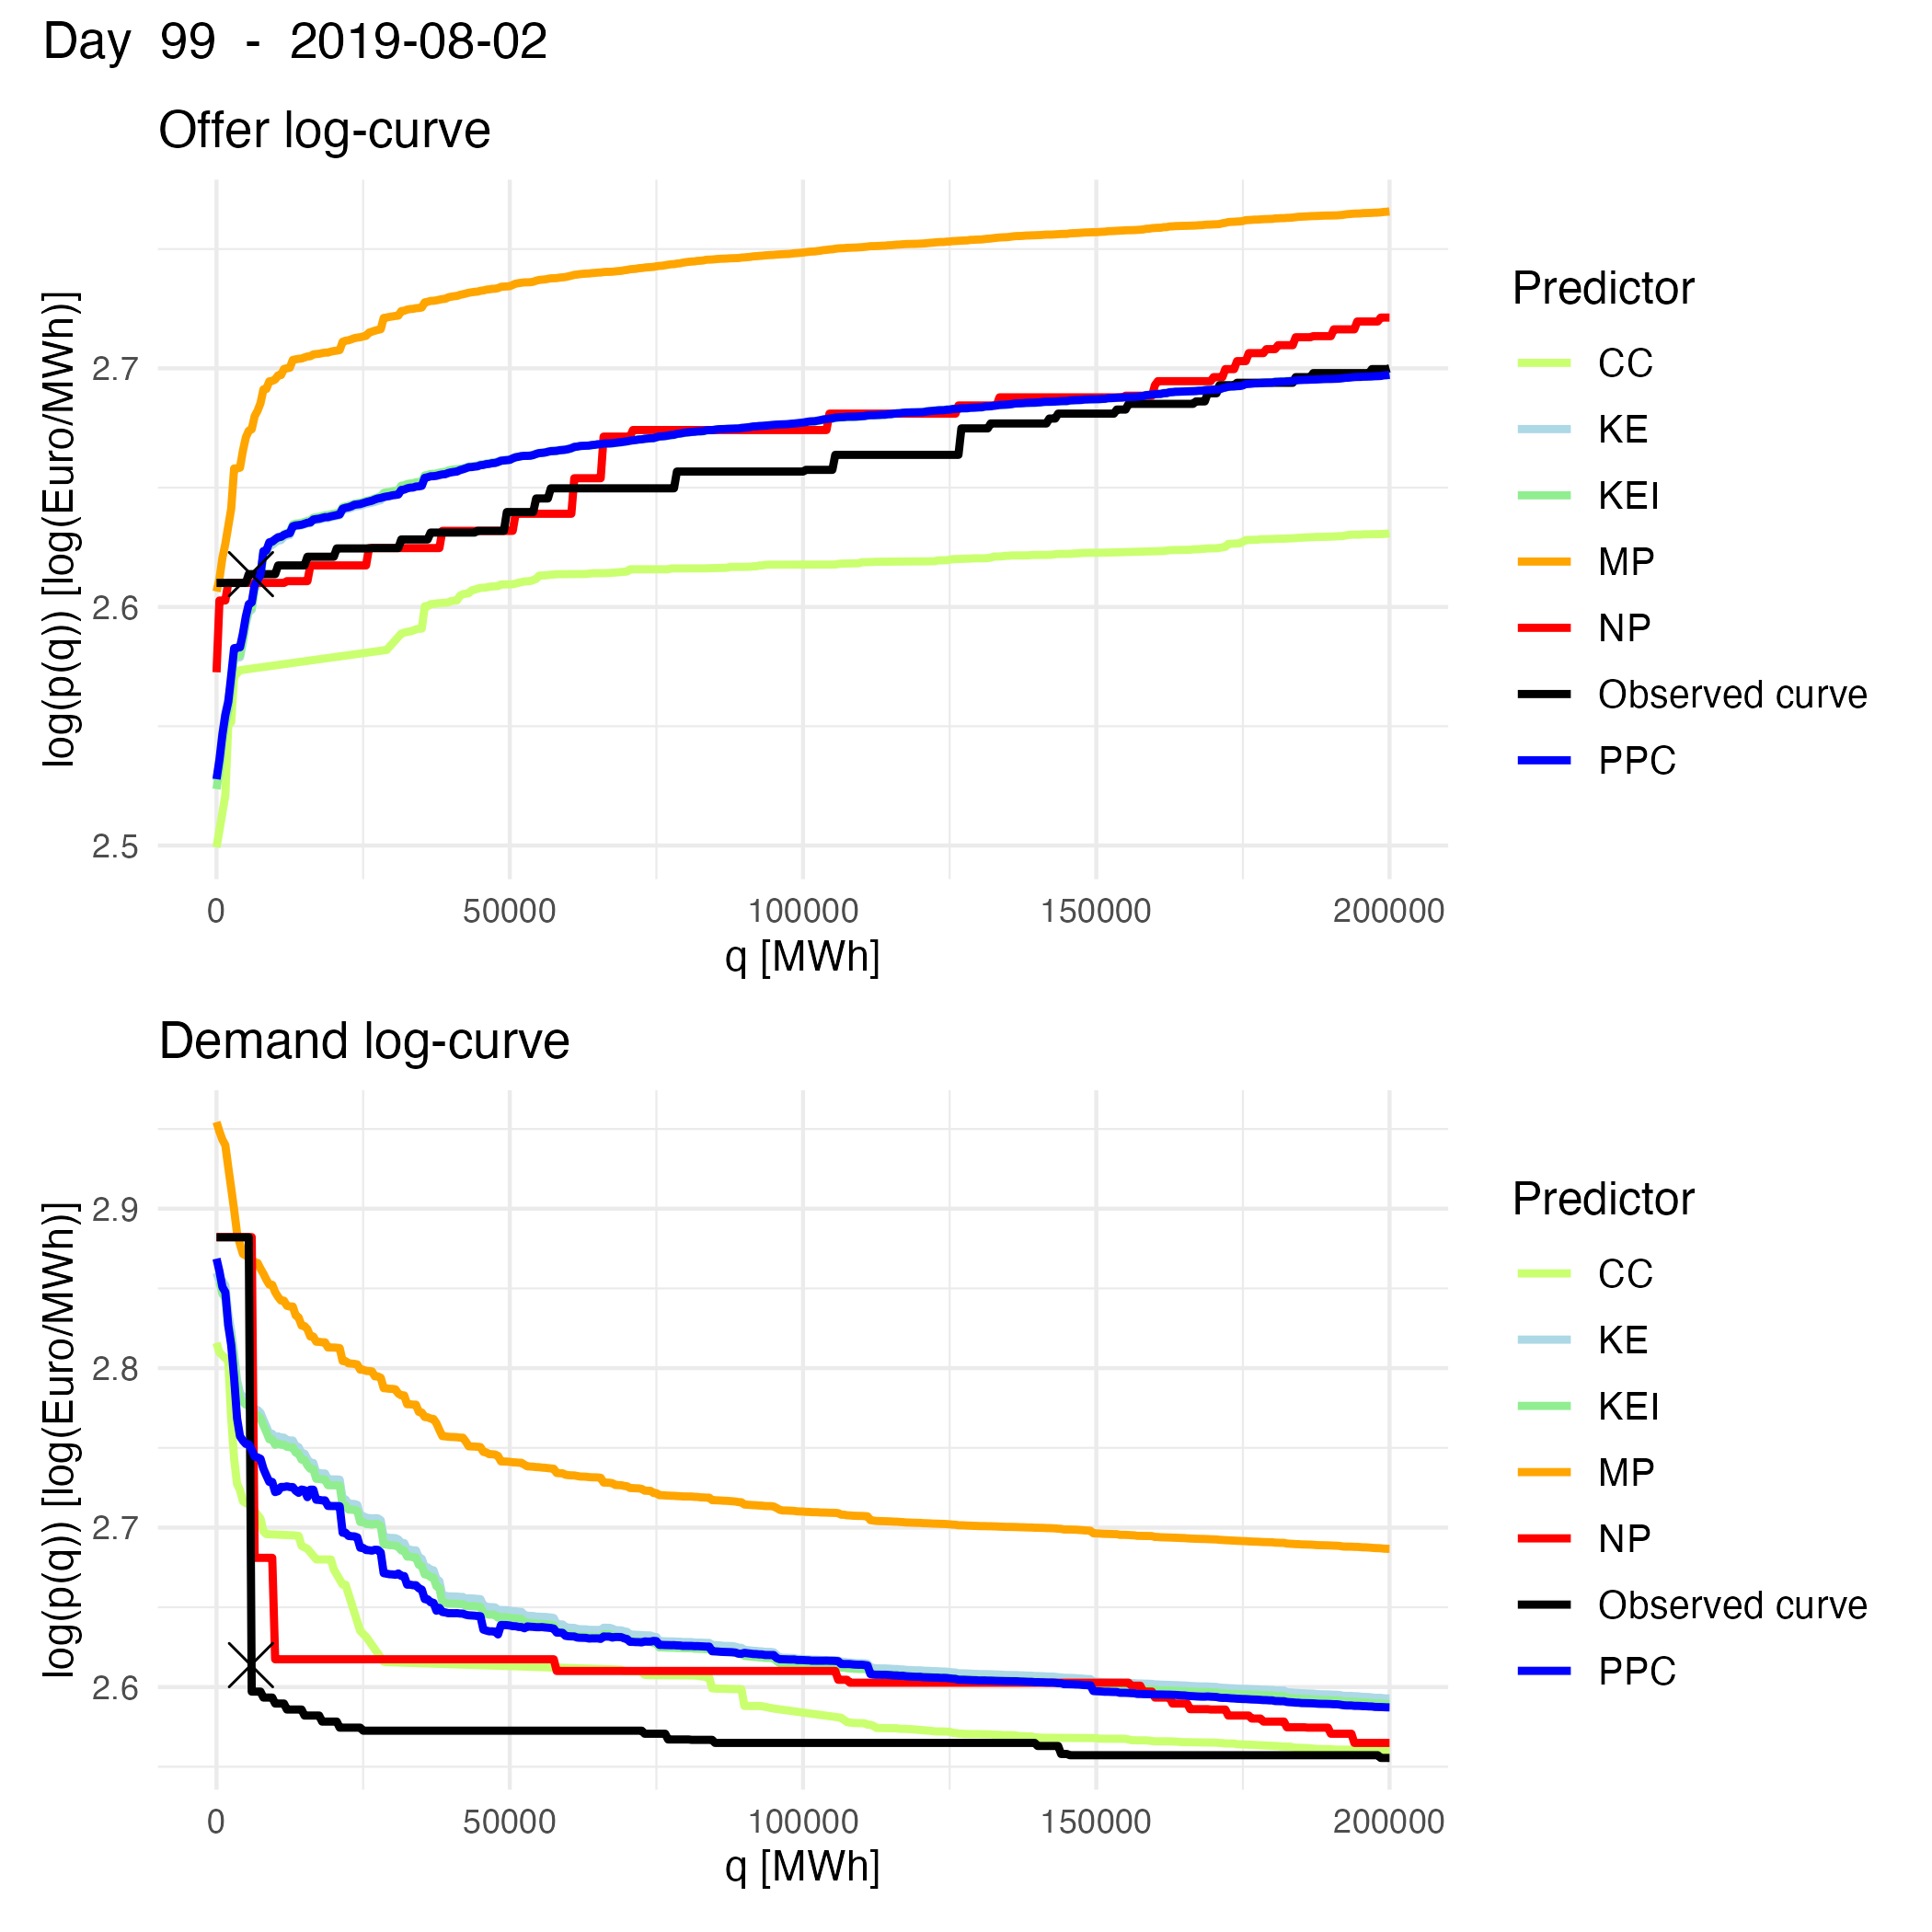 Day 99 - 2019-08-02
Offer log-curve
log(p(q)) [log(Euro/MWh)]
2.7
2.6
2.5
0 50000 100000 150000 200000
q [MWh]
Predictor
CC
KE
KEI
MP
NP
Observed curve
PPC
Demand log-curve
log(p(q)) [log(Euro/MWh)]
2.9
2.8
2.7
2.6
0 50000 100000 150000 200000
q [MWh]
Predictor
CC
KE
KEI
MP
NP
Observed curve
PPC